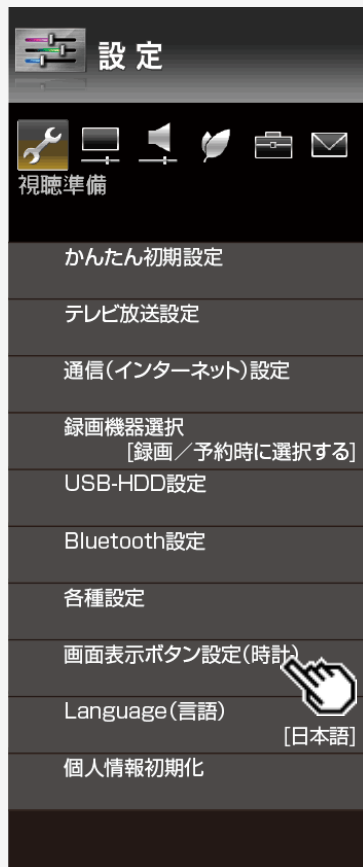 設定
視聴準備
かんたん初期設定
テレビ放送設定
通信(インターネット)設定
録画機器選択
[録画/予約時に選択する]
USB-HDD設定
Bluetooth設定
各種設定
画面表示ボタン設定(時計)
Language(言語)
[日本語]
個人情報初期化